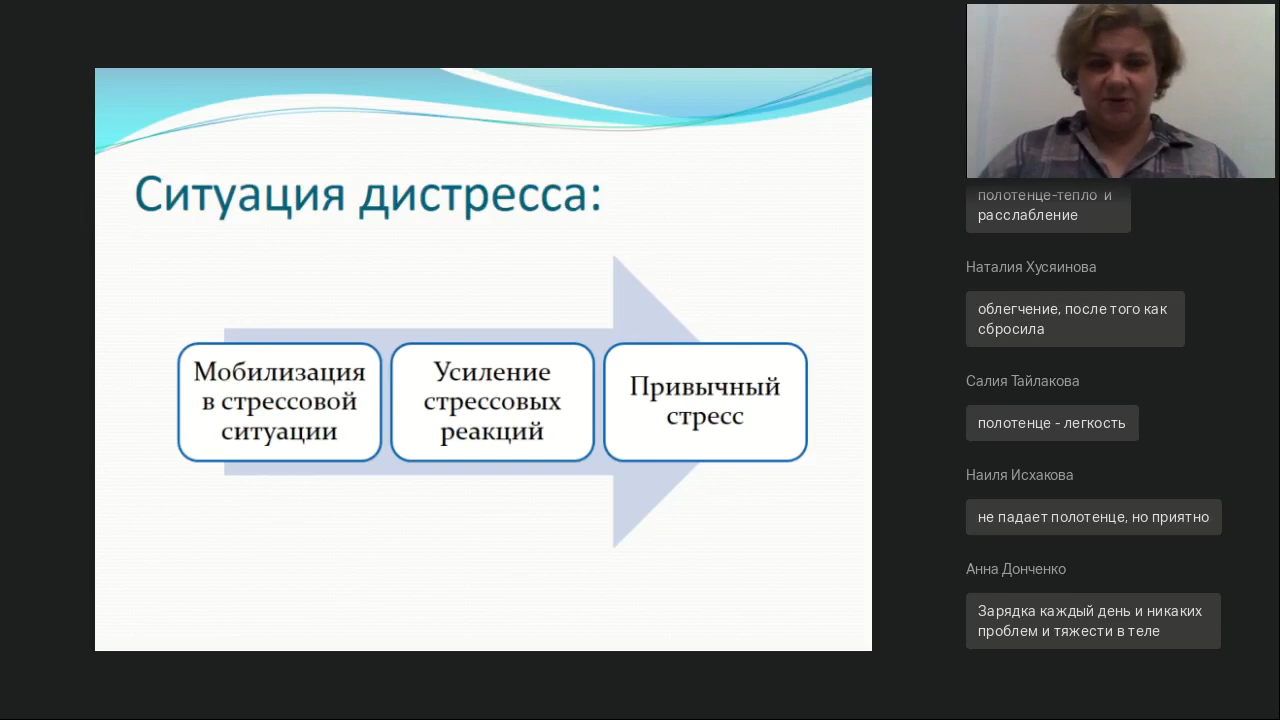 Ситуация дистресса:
Мобилизация
в стрессовой
ситуации
Усиление
стрессовых
реакций
Привычный
стресс
полотенце-тепло и
расслабление
Наталия Хусяинова
облегчение, после того как
сбросила
Салия Тайлакова
полотенце - легкость
Наиля Исхакова
не падает полотенце, но приятно
Анна Донченко
Зарядка каждый день и никаких
проблем и тяжести в теле